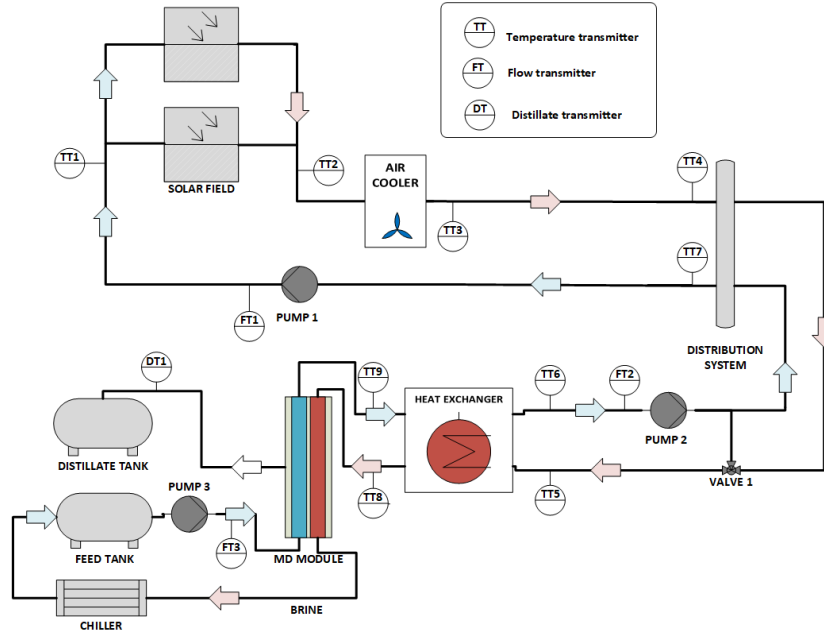 TT
Temperature transmitter
FT
Flow transmitter
DT
Distillate transmitter
TT1
SOLAR FIELD
TT2
AIR
COOLER
TT3
TT4
TT7
FT1
PUMP 1
DISTRIBUTION
SYSTEM
DT1
DISTILLATE TANK
TT9
HEAT EXCHANGER
TT6
FT2
PUMP 2
TT8
TT5
VALVE 1
PUMP 3
FEED TANK
FT3
MD MODULE
CHILLER
BRINE